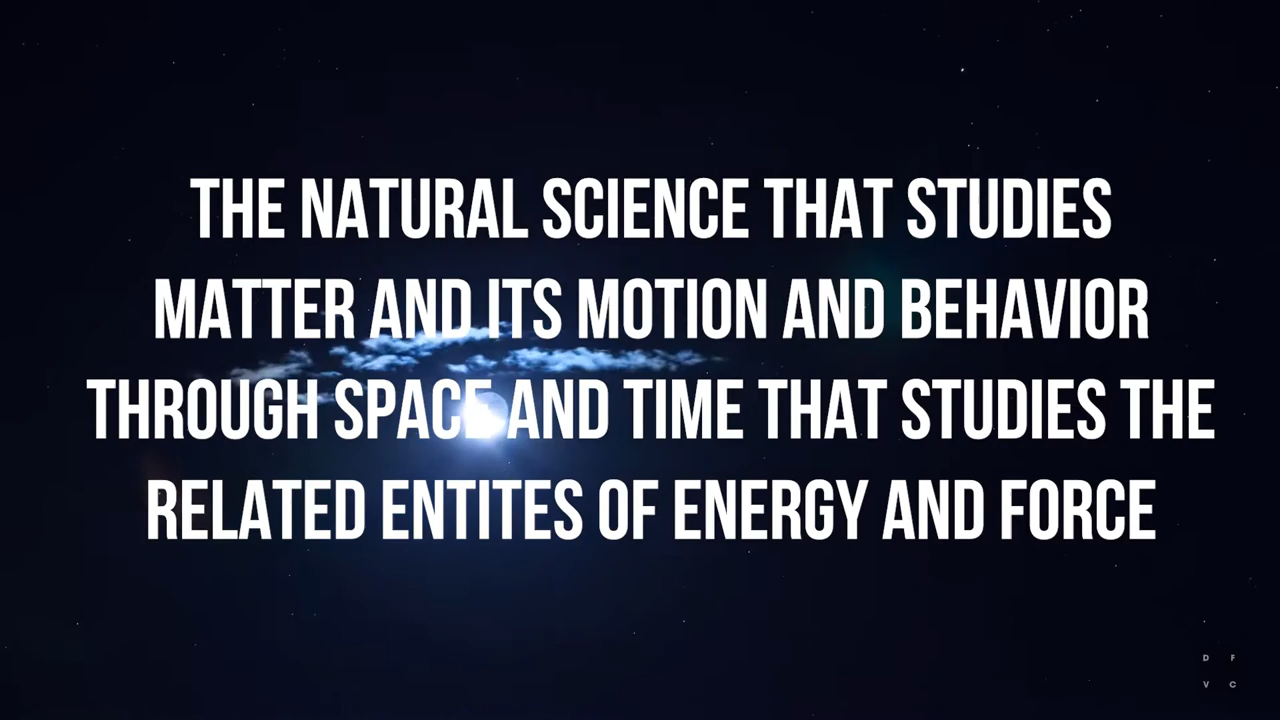 THE NATURAL SCIENCE THAT STUDIES
MATTER AND ITS MOTION AND BEHAVIOR
THROUGH SPACE AND TIME THAT STUDIES THE
RELATED ENTITES OF ENERGY AND FORCE
D F
V C